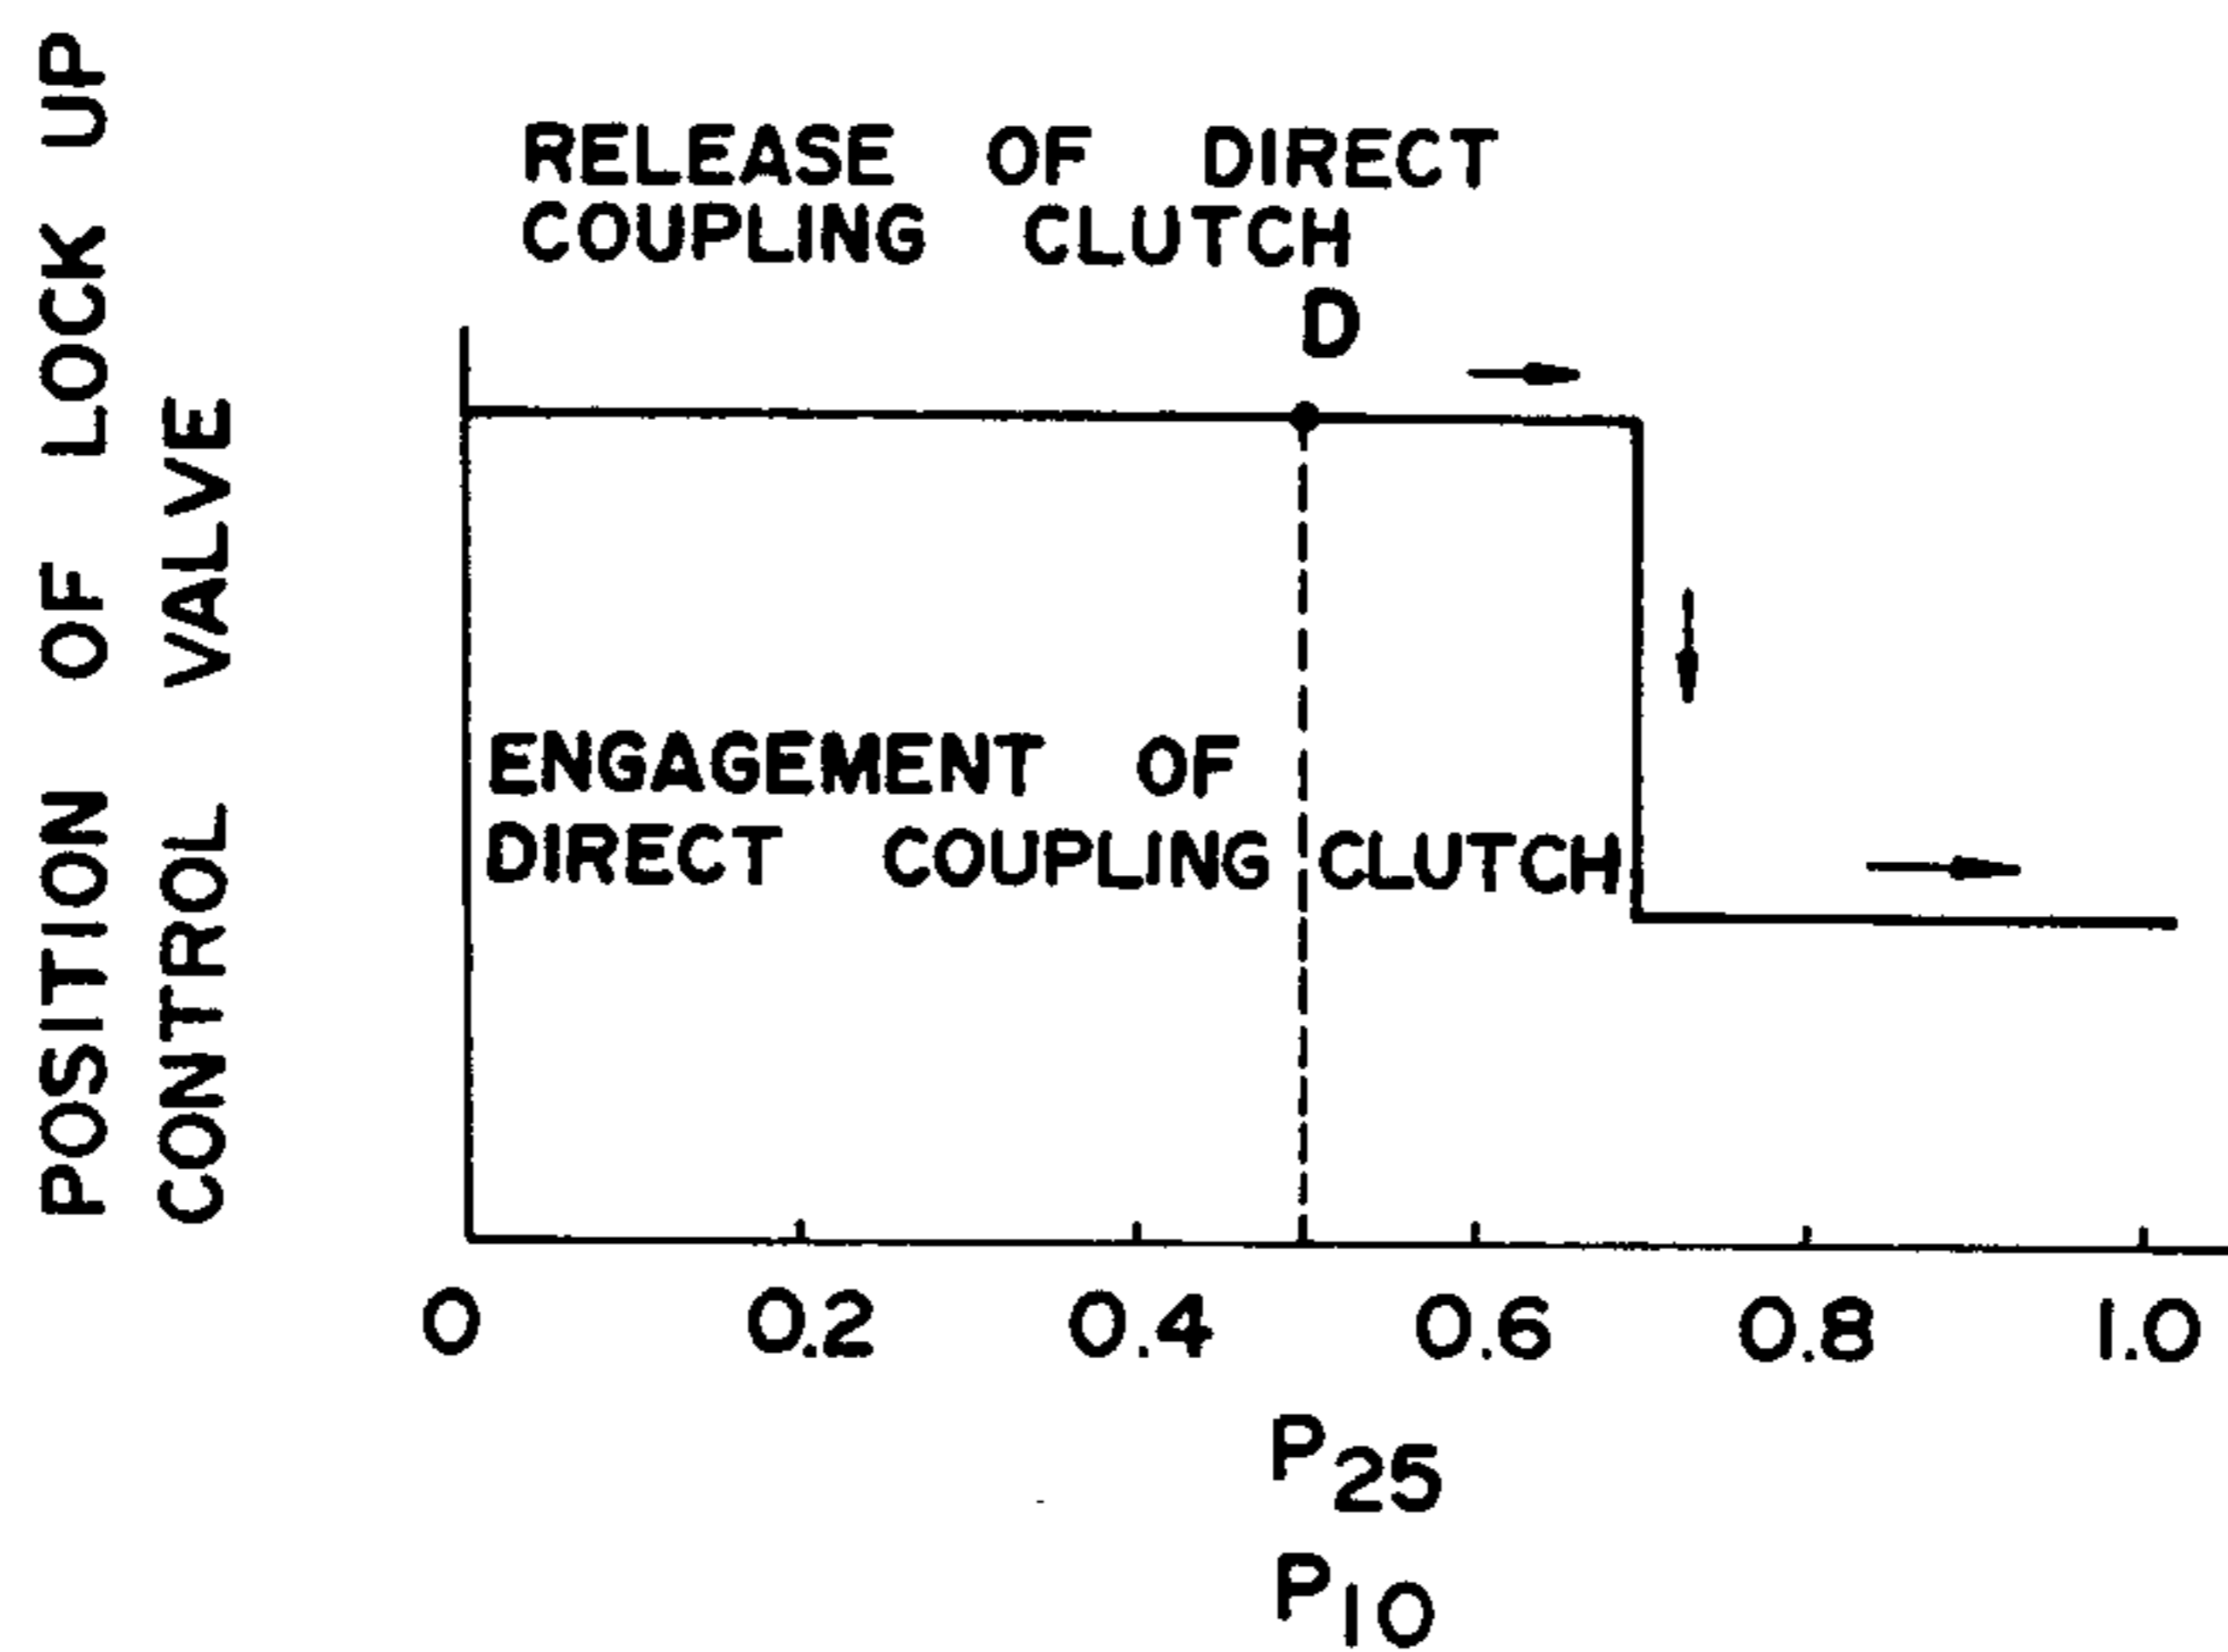 POSITION OF LOCK UP
CONTROL VALVE
RELEASE OF DIRECT
COUPLING CLUTCH
D
ENGAGEMENT OF
DIRECT COUPLING CLUTCH
0 0.2 0.4 0.6 0.8 1.0
P25
P10